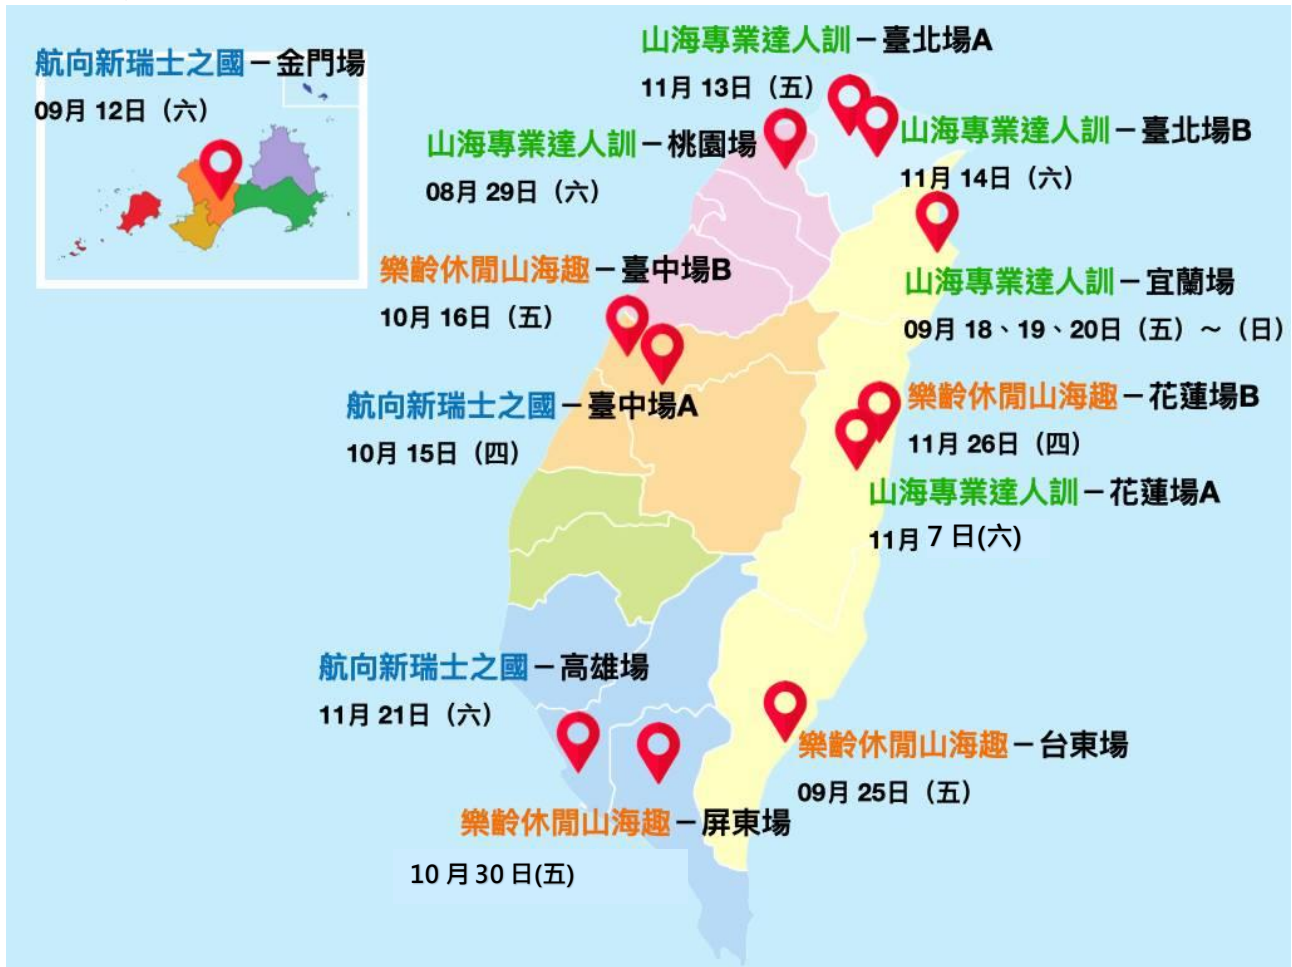 航向新瑞士之國－金門場
09月 12日（六）
山海專業達人訓－臺北場A
11月 13日（五）
山海專業達人訓－桃園場
08月 29日（六）
山海專業達人訓－臺北場B
11月 14日（六）
樂齡休閒山海趣－臺中場B
10月 16日（五）
山海專業達人訓－宜蘭場
09月 18、19、20日（五）～（日）
航向新瑞士之國－臺中場A
10月 15日（四）
樂齡休閒山海趣－花蓮場B
11月 26日（四）
山海專業達人訓－花蓮場A
11月 7 日(六)
航向新瑞士之國－高雄場
11月 21日（六）
樂齡休閒山海趣－台東場
09月 25日（五）
樂齡休閒山海趣－屏東場
10 月 30 日(五)